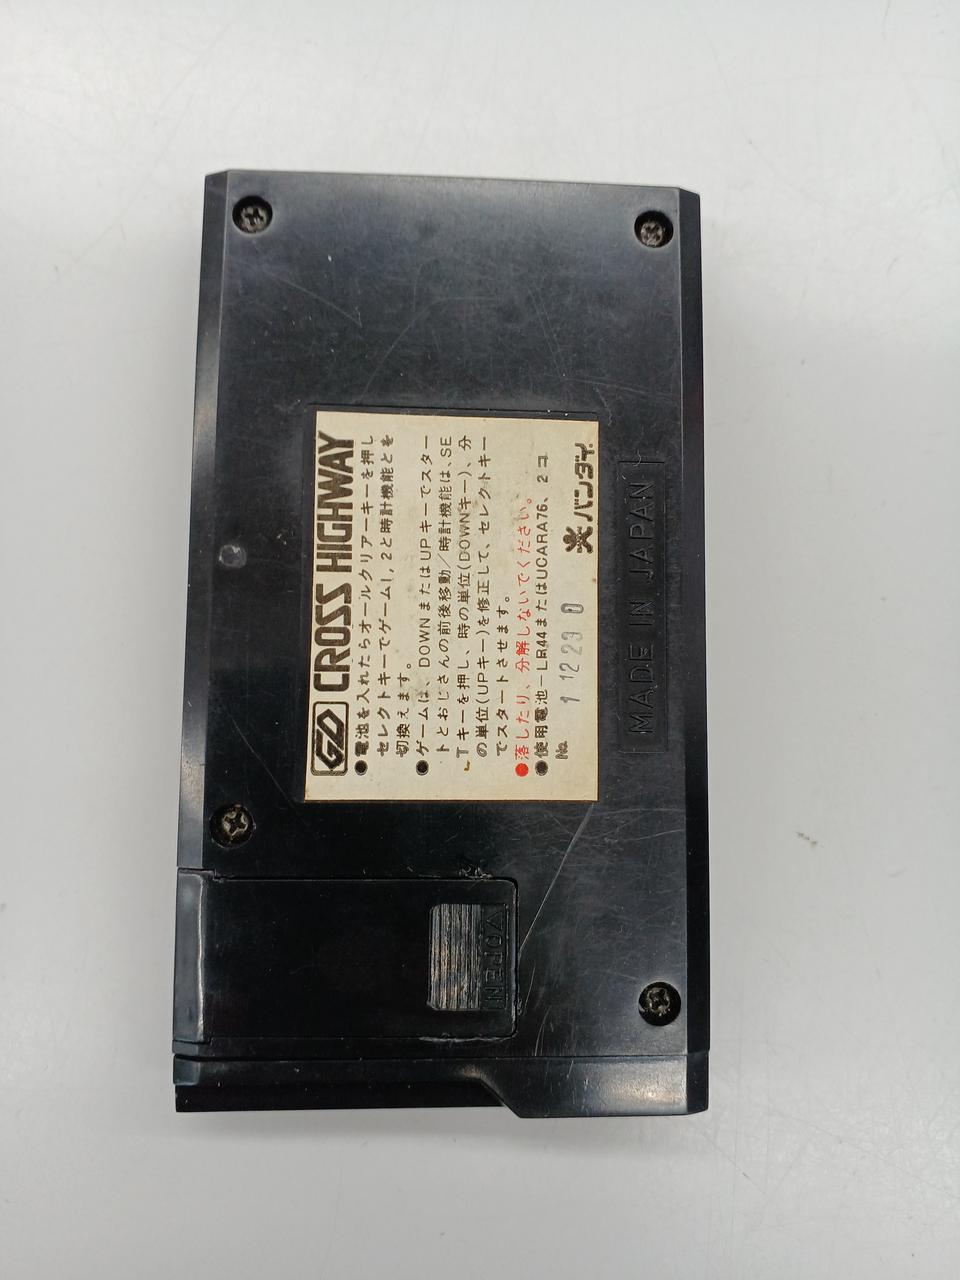 GD CROSS HIGHWAY
●電池を入れたらオールクリアーキーを押し
セレクトキーでゲーム1,2と時計機能とを
切換えます。
●ゲームは、DOWNまたはUPキーでスター
トとおじさんの前後移動/時計機能は、SE
Tキーを押し、時の単位(DOWNキー)、分
の単位(UPキー)を修正して、セレクトキー
でスタートさせます。
●落したり、分解しないでください。
●使用電池-LR44またはUCARA76、2コ
No. 1 12 23 0
バンダイ
MADE IN JAPAN
OPEN